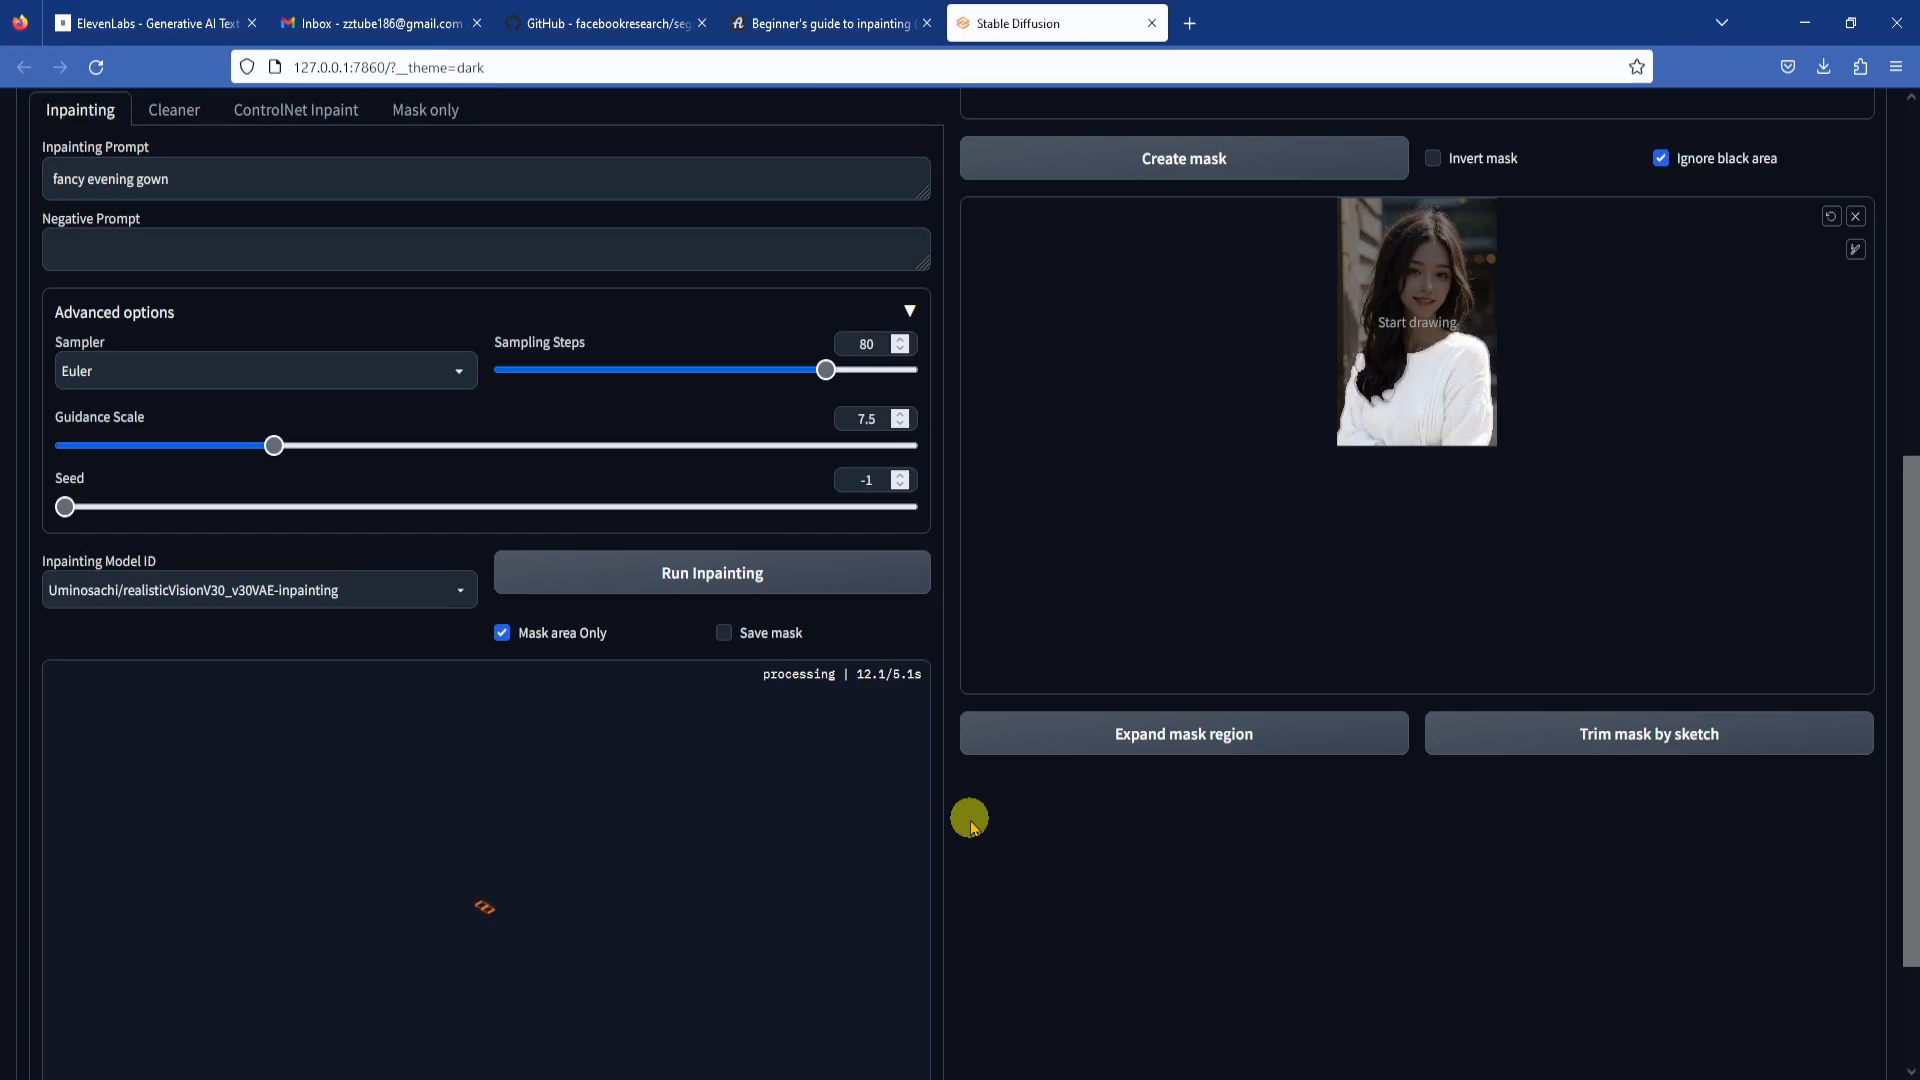 ElevenLabs - Generative AI Text
Inbox - zztube186@gmail.com
GitHub - facebookresearch/seg
Beginner's guide to inpainting (
Stable Diffusion
127.0.0.1:7860/?__theme=dark
Inpainting
Cleaner
ControlNet Inpaint
Mask only
Inpainting Prompt
fancy evening gown
Negative Prompt
Advanced options
Sampler
Euler
Sampling Steps
80
Guidance Scale
7.5
Seed
-1
Inpainting Model ID
Uminosachi/realisticVisionV30_v30VAE-inpainting
Run Inpainting
Mask area Only
Save mask
processing | 12.1/5.1s
Create mask
Invert mask
Ignore black area
Start drawing
Expand mask region
Trim mask by sketch